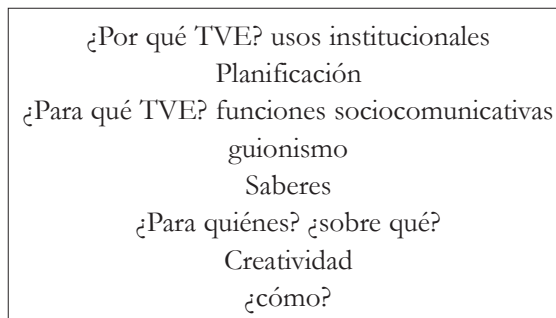 ¿Por qué TVE? usos institucionales
Planificación
¿Para qué TVE? funciones sociocomunicativas
guionismo
Saberes
¿Para quiénes? ¿sobre qué?
Creatividad
¿cómo?